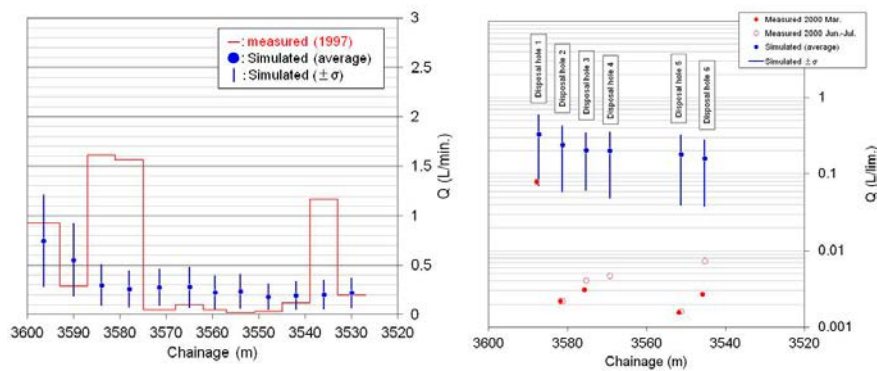 —: measured (1997)
●: Simulated (average)
|: Simulated (±σ)
3
2.5
2
1.5
1
0.5
0
Q (L/min.)
3600 3590 3580 3570 3560 3550 3540 3530 3520
Chainage (m)
Measured 2000 Mar.
Measured 2000 Jun.-Jul.
Simulated (average)
Simulated ±σ
Disposal hole 1
Disposal hole 2
Disposal hole 3
Disposal hole 4
Disposal hole 5
Disposal hole 6
1
0.1
0.01
0.001
Q (L/lim.)
3600 3580 3560 3540 3520
Chainage (m)